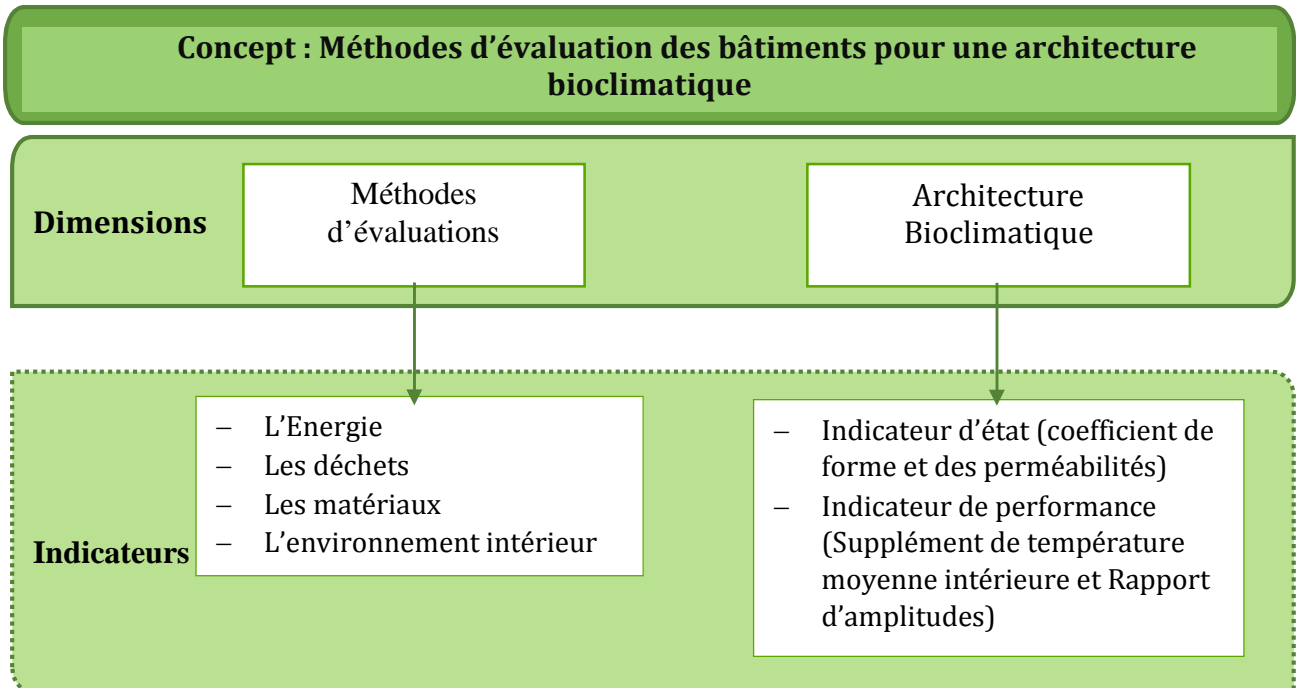 Concept : Méthodes d’évaluation des bâtiments pour une architecture
bioclimatique
Dimensions
Méthodes
d’évaluations
Architecture
Bioclimatique
Indicateurs
– L’Energie
– Les déchets
– Les matériaux
– L’environnement intérieur
– Indicateur d’état (coefficient de
forme et des perméabilités)
– Indicateur de performance
(Supplément de température
moyenne intérieure et Rapport
d’amplitudes)